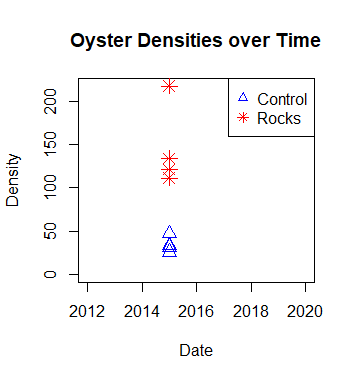 Oyster Densities over Time
Control
Rocks
200
150
100
50
0
Density
2012 2014 2016 2018 2020
Date